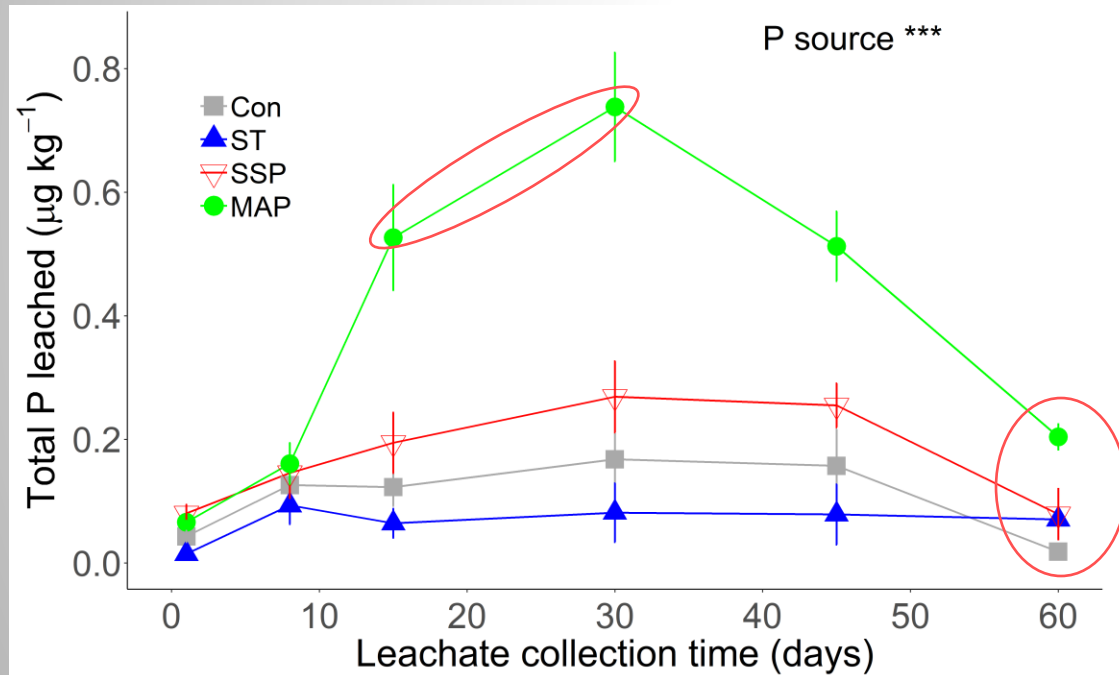 P source ***
Con
ST
SSP
MAP
Total P leached (µg kg⁻¹)
0.8
0.6
0.4
0.2
0.0
0 10 20 30 40 50 60
Leachate collection time (days)